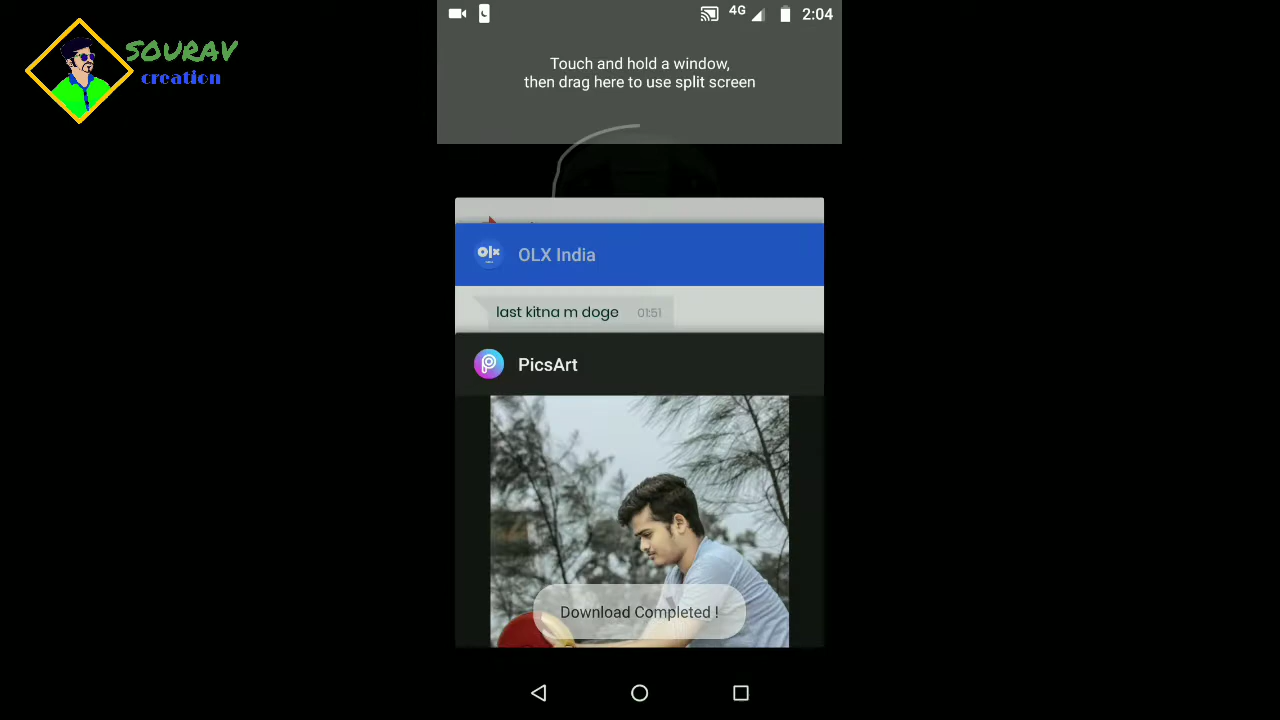 SOURAV
creation
4G
2:04
Touch and hold a window,
then drag here to use split screen
olx
OLX India
last kitna m doge 01:51
PicsArt
Download Completed !